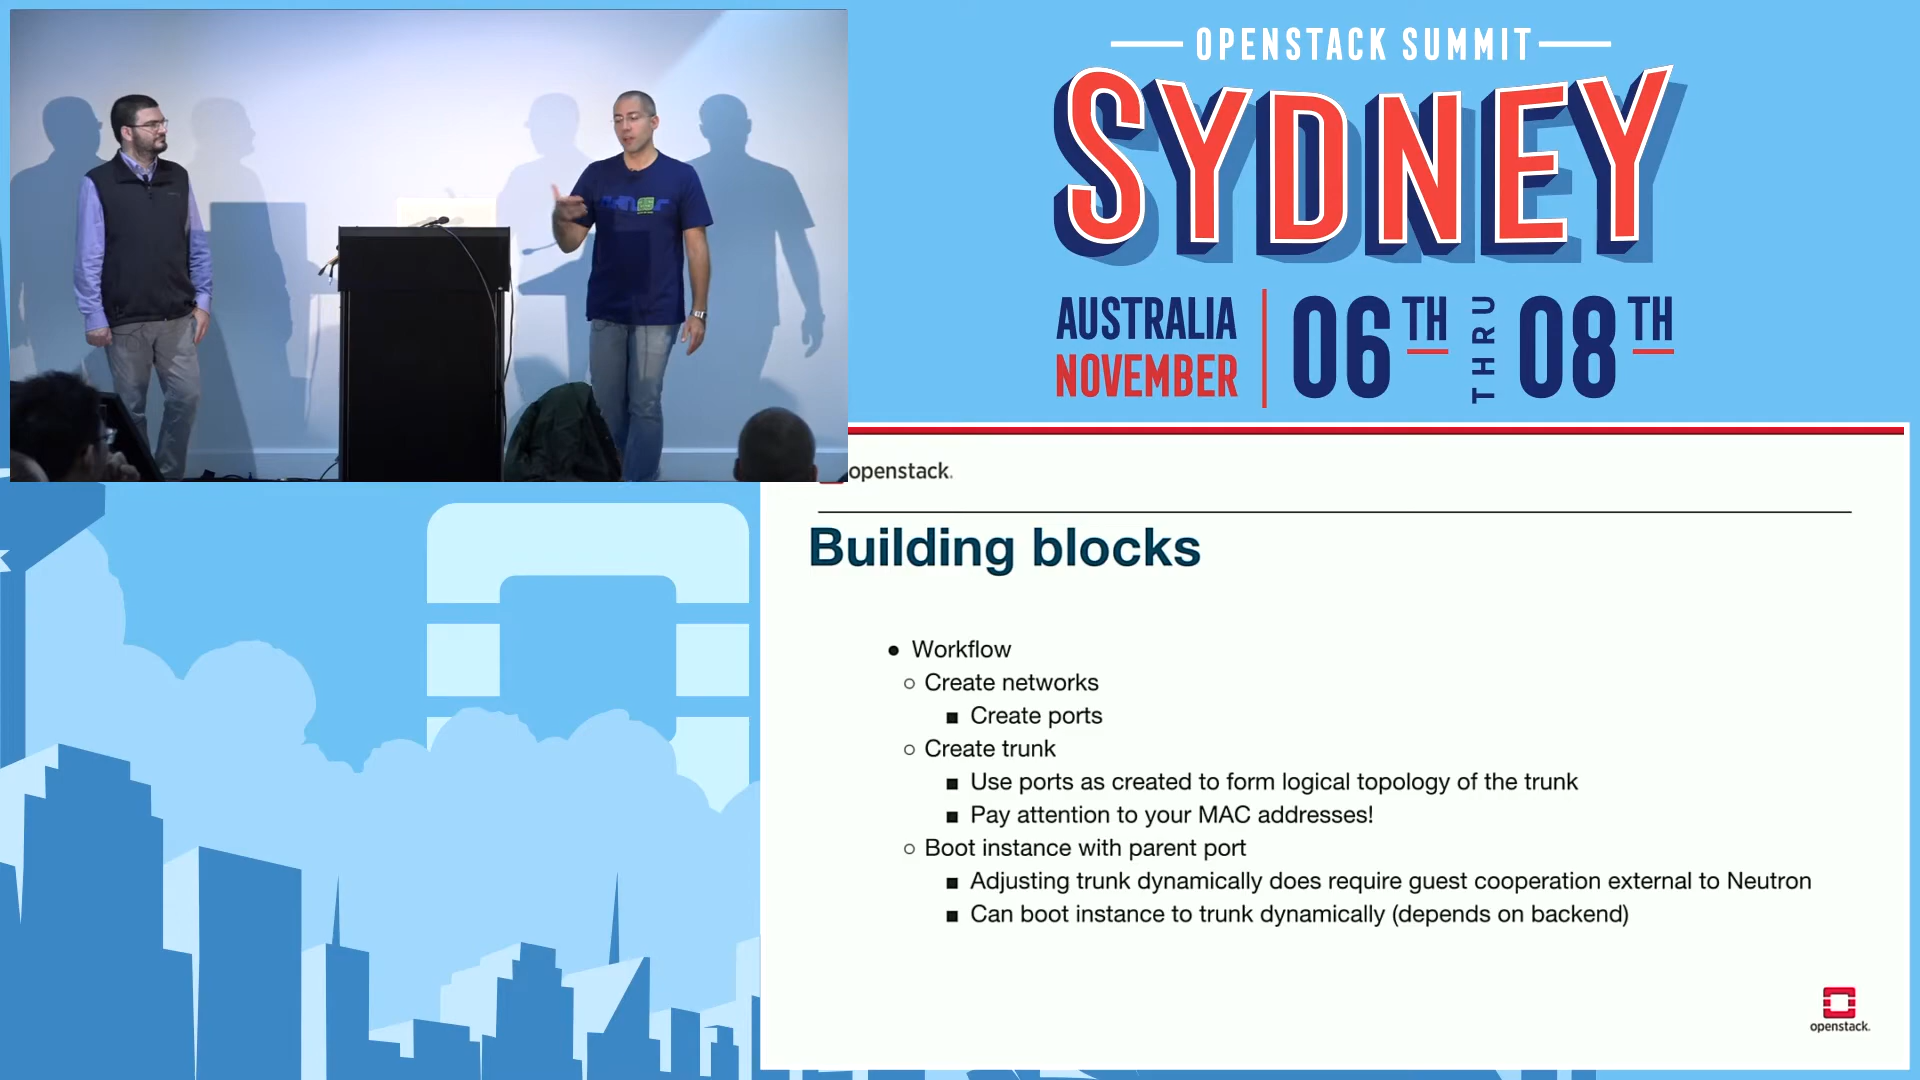 OPENSTACK SUMMIT
SYDNEY
AUSTRALIA
NOVEMBER
06TH THRU 08TH
openstack.
Building blocks
● Workflow
○ Create networks
■ Create ports
○ Create trunk
■ Use ports as created to form logical topology of the trunk
■ Pay attention to your MAC addresses!
○ Boot instance with parent port
■ Adjusting trunk dynamically does require guest cooperation external to Neutron
■ Can boot instance to trunk dynamically (depends on backend)
openstack.